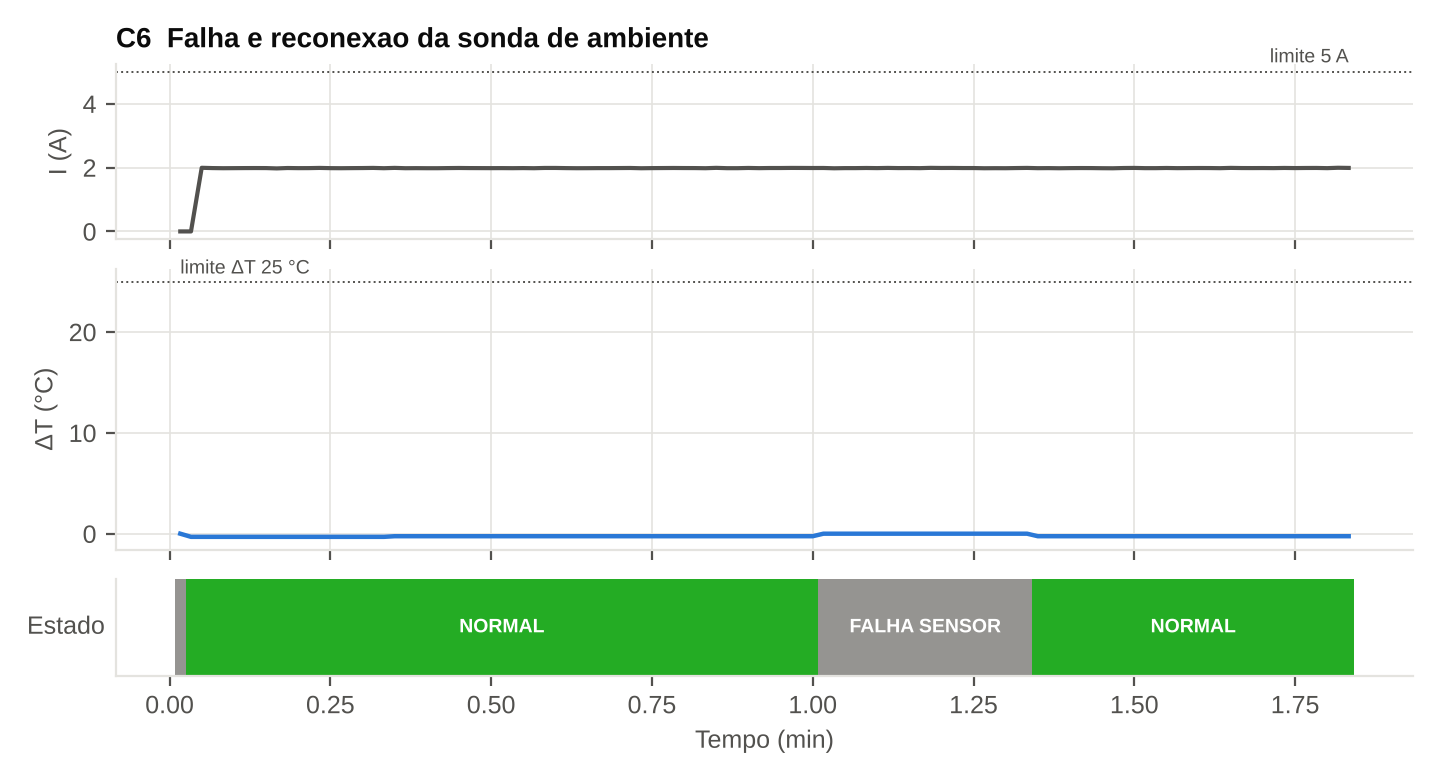 C6 Falha e reconexao da sonda de ambiente
limite 5 A
4
2
0
I (A)
limite ΔT 25 °C
20
10
0
ΔT (°C)
Estado
NORMAL
FALHA SENSOR
NORMAL
0.00 0.25 0.50 0.75 1.00 1.25 1.50 1.75
Tempo (min)